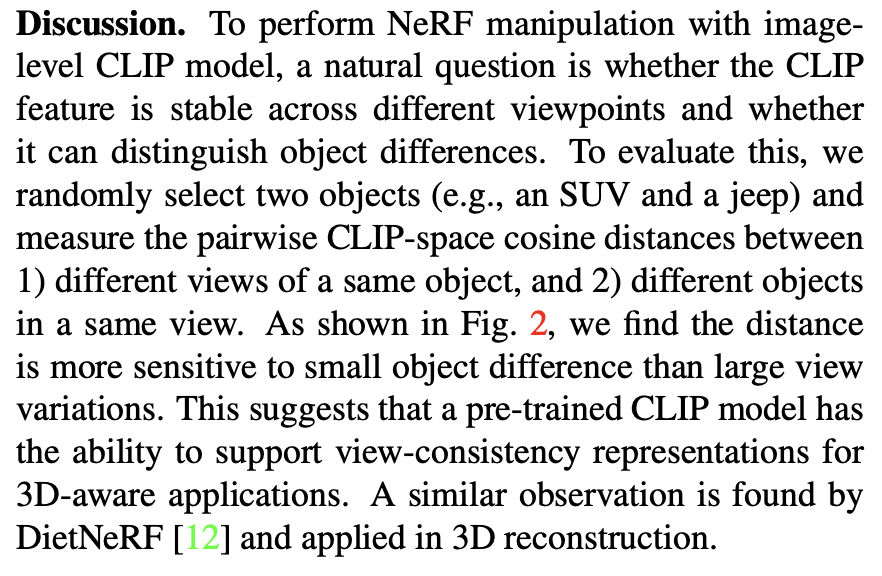 Discussion. To perform NeRF manipulation with image-
level CLIP model, a natural question is whether the CLIP
feature is stable across different viewpoints and whether
it can distinguish object differences. To evaluate this, we
randomly select two objects (e.g., an SUV and a jeep) and
measure the pairwise CLIP-space cosine distances between
1) different views of a same object, and 2) different objects
in a same view. As shown in Fig. 2, we find the distance
is more sensitive to small object difference than large view
variations. This suggests that a pre-trained CLIP model has
the ability to support view-consistency representations for
3D-aware applications. A similar observation is found by
DietNeRF [12] and applied in 3D reconstruction.